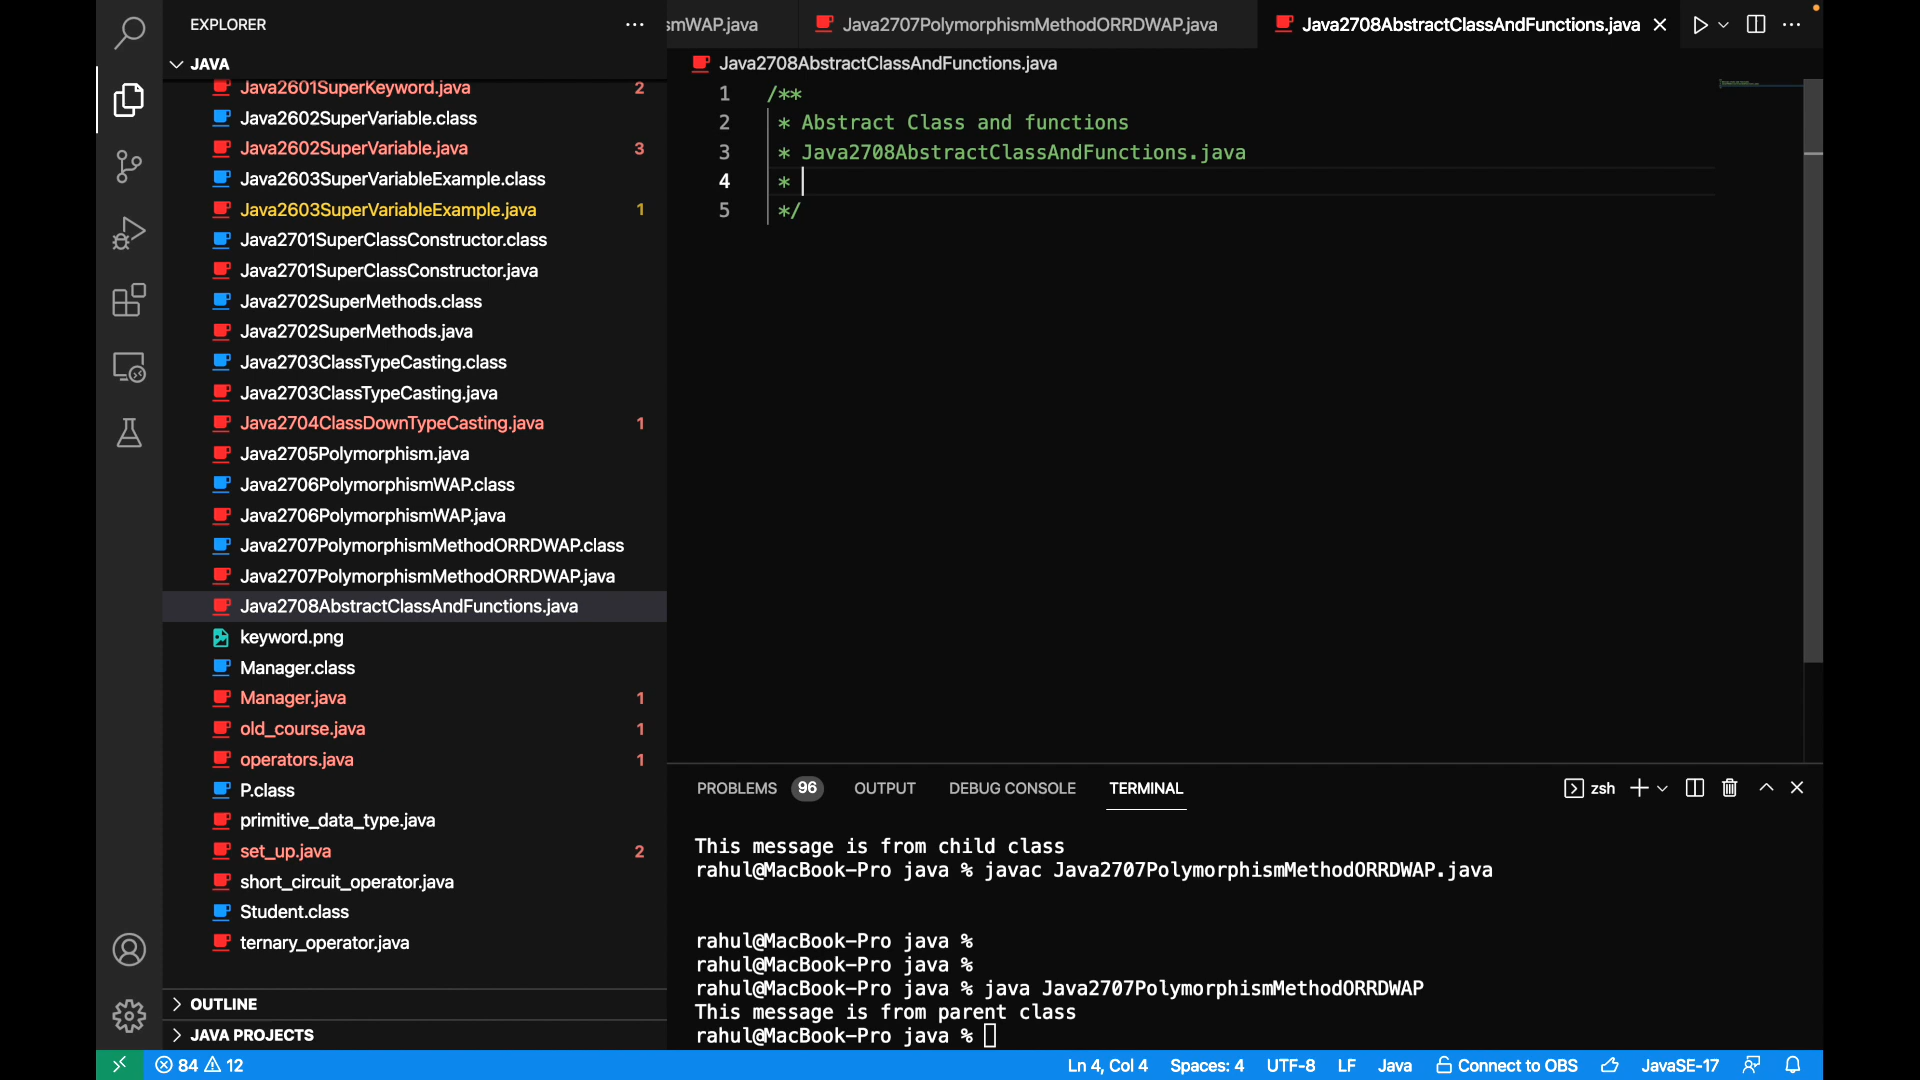 EXPLORER
JAVA
Java2601SuperKeyword.java 2
Java2602SuperVariable.class
Java2602SuperVariable.java 3
Java2603SuperVariableExample.class
Java2603SuperVariableExample.java 1
Java2701SuperClassConstructor.class
Java2701SuperClassConstructor.java
Java2702SuperMethods.class
Java2702SuperMethods.java
Java2703ClassTypeCasting.class
Java2703ClassTypeCasting.java
Java2704ClassDownTypeCasting.java 1
Java2705Polymorphism.java
Java2706PolymorphismWAP.class
Java2706PolymorphismWAP.java
Java2707PolymorphismMethodORRDWAP.class
Java2707PolymorphismMethodORRDWAP.java
Java2708AbstractClassAndFunctions.java
keyword.png
Manager.class
Manager.java 1
old_course.java 1
operators.java 1
P.class
primitive_data_type.java
set_up.java 2
short_circuit_operator.java
Student.class
ternary_operator.java
OUTLINE
JAVA PROJECTS
smWAP.java Java2707PolymorphismMethodORRDWAP.java Java2708AbstractClassAndFunctions.java
Java2708AbstractClassAndFunctions.java
1 /**
2 * Abstract Class and functions
3 * Java2708AbstractClassAndFunctions.java
4 *
5 */
PROBLEMS 96 OUTPUT DEBUG CONSOLE TERMINAL zsh
This message is from child class
rahul@MacBook-Pro java % javac Java2707PolymorphismMethodORRDWAP.java
rahul@MacBook-Pro java %
rahul@MacBook-Pro java %
rahul@MacBook-Pro java % java Java2707PolymorphismMethodORRDWAP
This message is from parent class
rahul@MacBook-Pro java %
84 12 Ln 4, Col 4 Spaces: 4 UTF-8 LF Java Connect to OBS JavaSE-17